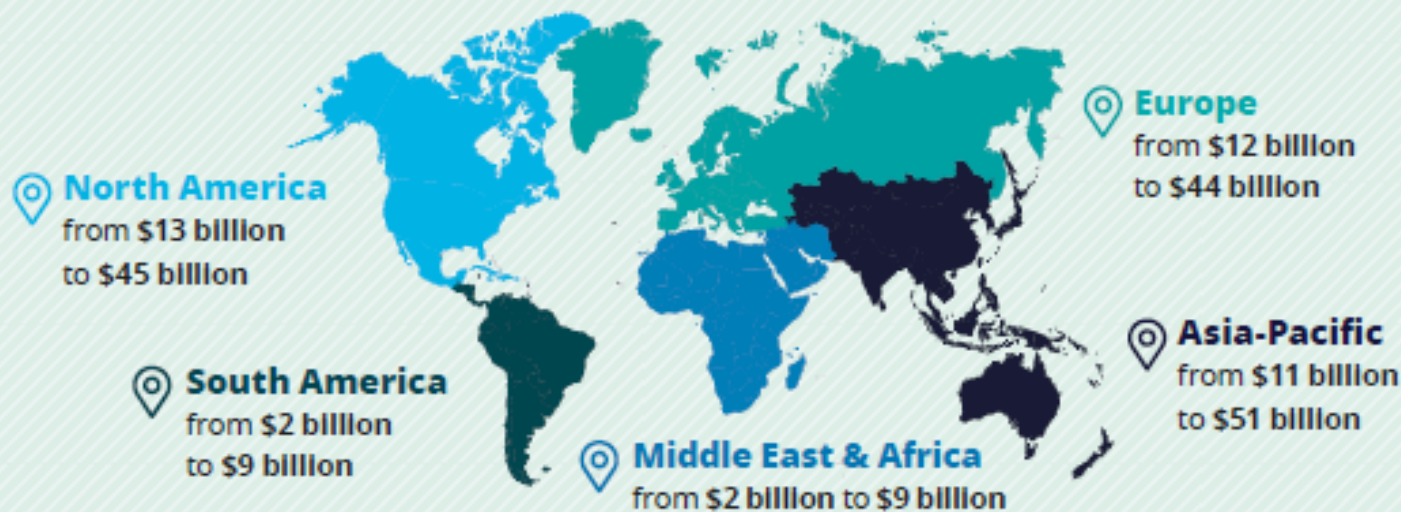 Europe
from $12 billion
to $44 billion
North America
from $13 billion
to $45 billion
Asia-Pacific
from $11 billion
to $51 billion
South America
from $2 billion
to $9 billion
Middle East & Africa
from $2 billion to $9 billion